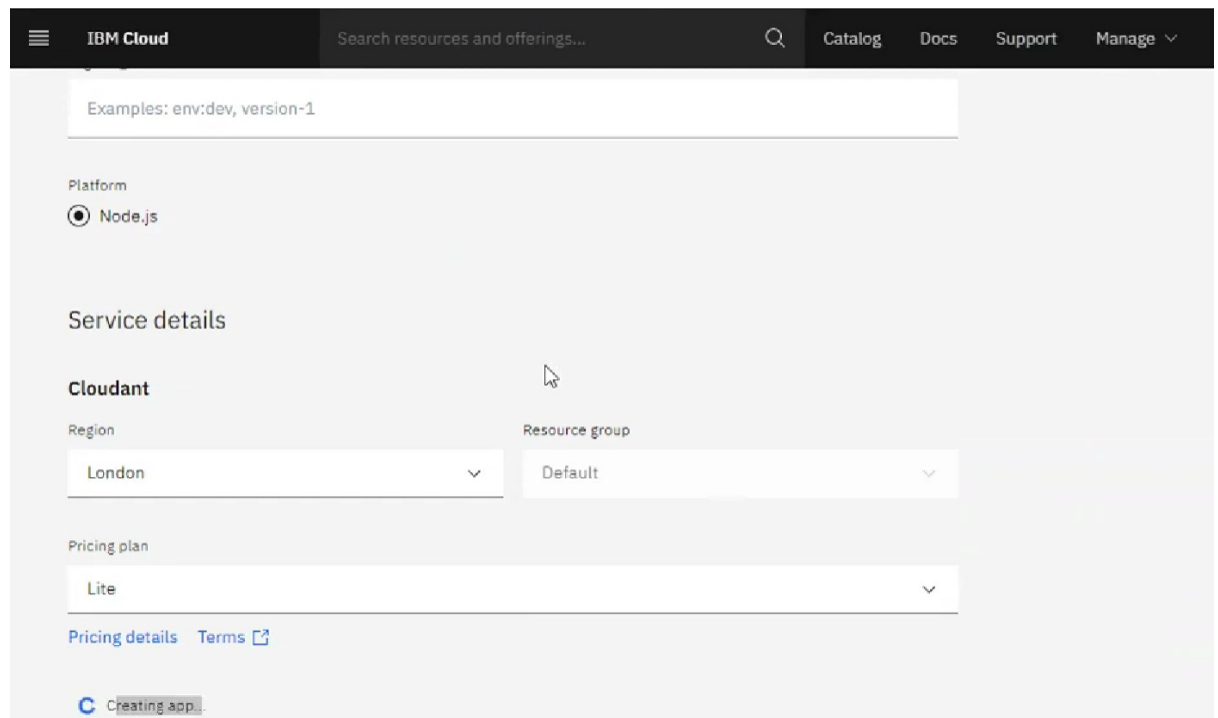 IBM Cloud Search resources and offerings... Catalog Docs Support Manage
Examples: env:dev, version-1
Platform
Node.js
Service details
Cloudant
Region Resource group
London Default
Pricing plan
Lite
Pricing details Terms
Creating app...